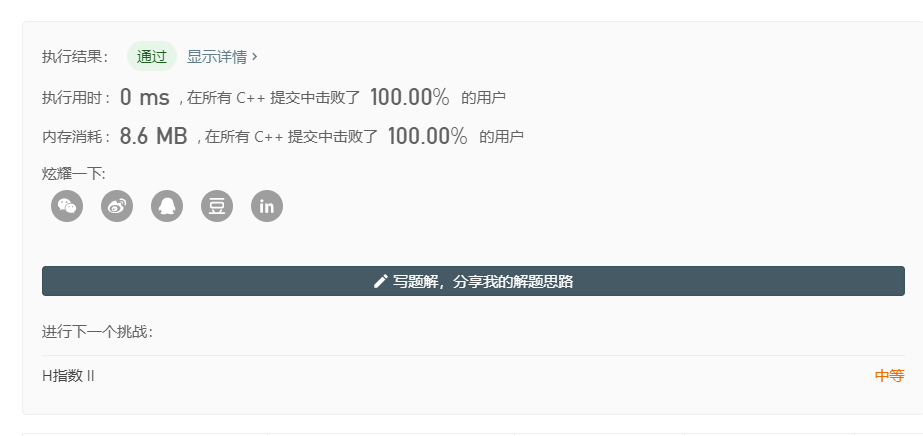 执行结果： 通过 显示详情 ›
执行用时： 0 ms ，在所有 C++ 提交中击败了 100.00% 的用户
内存消耗： 8.6 MB ，在所有 C++ 提交中击败了 100.00% 的用户
炫耀一下:
豆 in
写题解，分享我的解题思路
进行下一个挑战：
H指数 II 中等